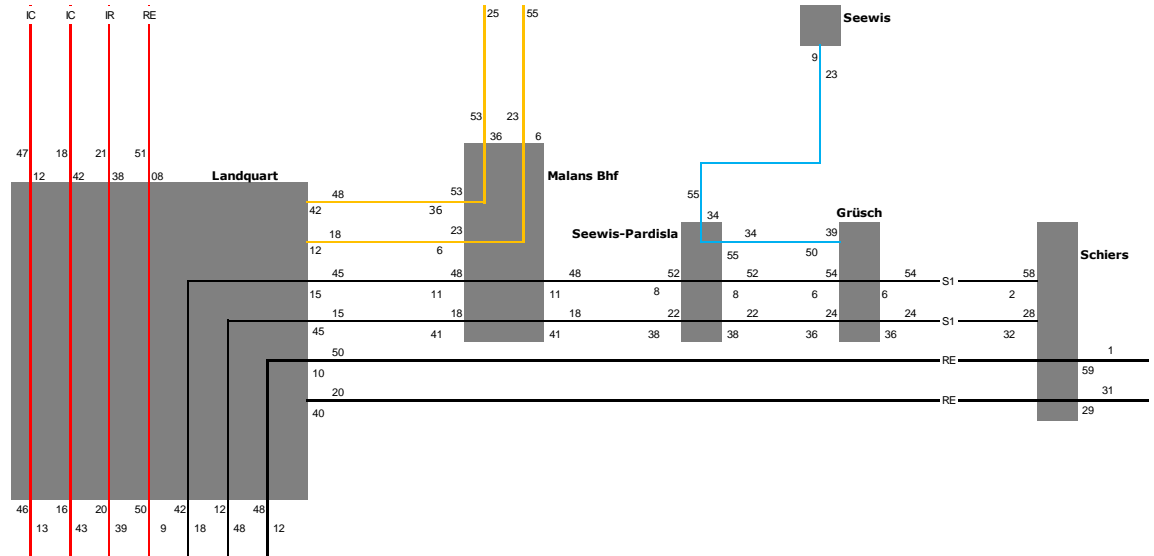 - - 25 55 Seewis
IC IC IR RE
9
23
53 23
36 6
47 18 21 51
12 42 38 08 Landquart Malans Bhf
48 53 55
42 36 34 Grüsch
18 23 Seewis-Pardisla 34 39
12 6 55 50 Schiers
45 48 48 52 52 54 54 S1 58
15 11 11 8 8 6 6 2
15 18 18 22 22 24 24 S1 28
45 41 41 38 38 36 36 32
50 RE 1
10 59
20 RE 31
40 29
46 16 20 50 42 12 48
13 43 39 9 18 48 12